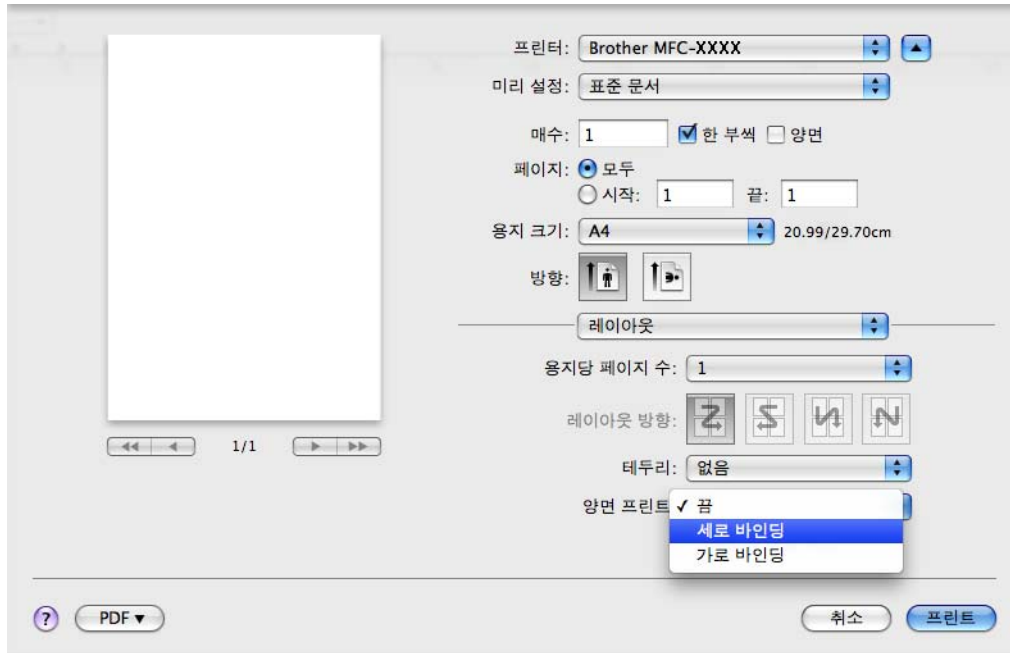 프린터: Brother MFC-XXXX
미리 설정: 표준 문서
매수: 1 한 부씩 양면
페이지: 모두
시작: 1 끝: 1
용지 크기: A4 20.99/29.70cm
방향:
레이아웃
용지당 페이지 수: 1
레이아웃 방향:
1/1
테두리: 없음
양면 프린트 ✓ 끔
세로 바인딩
가로 바인딩
? PDF ▼ 취소 프린트